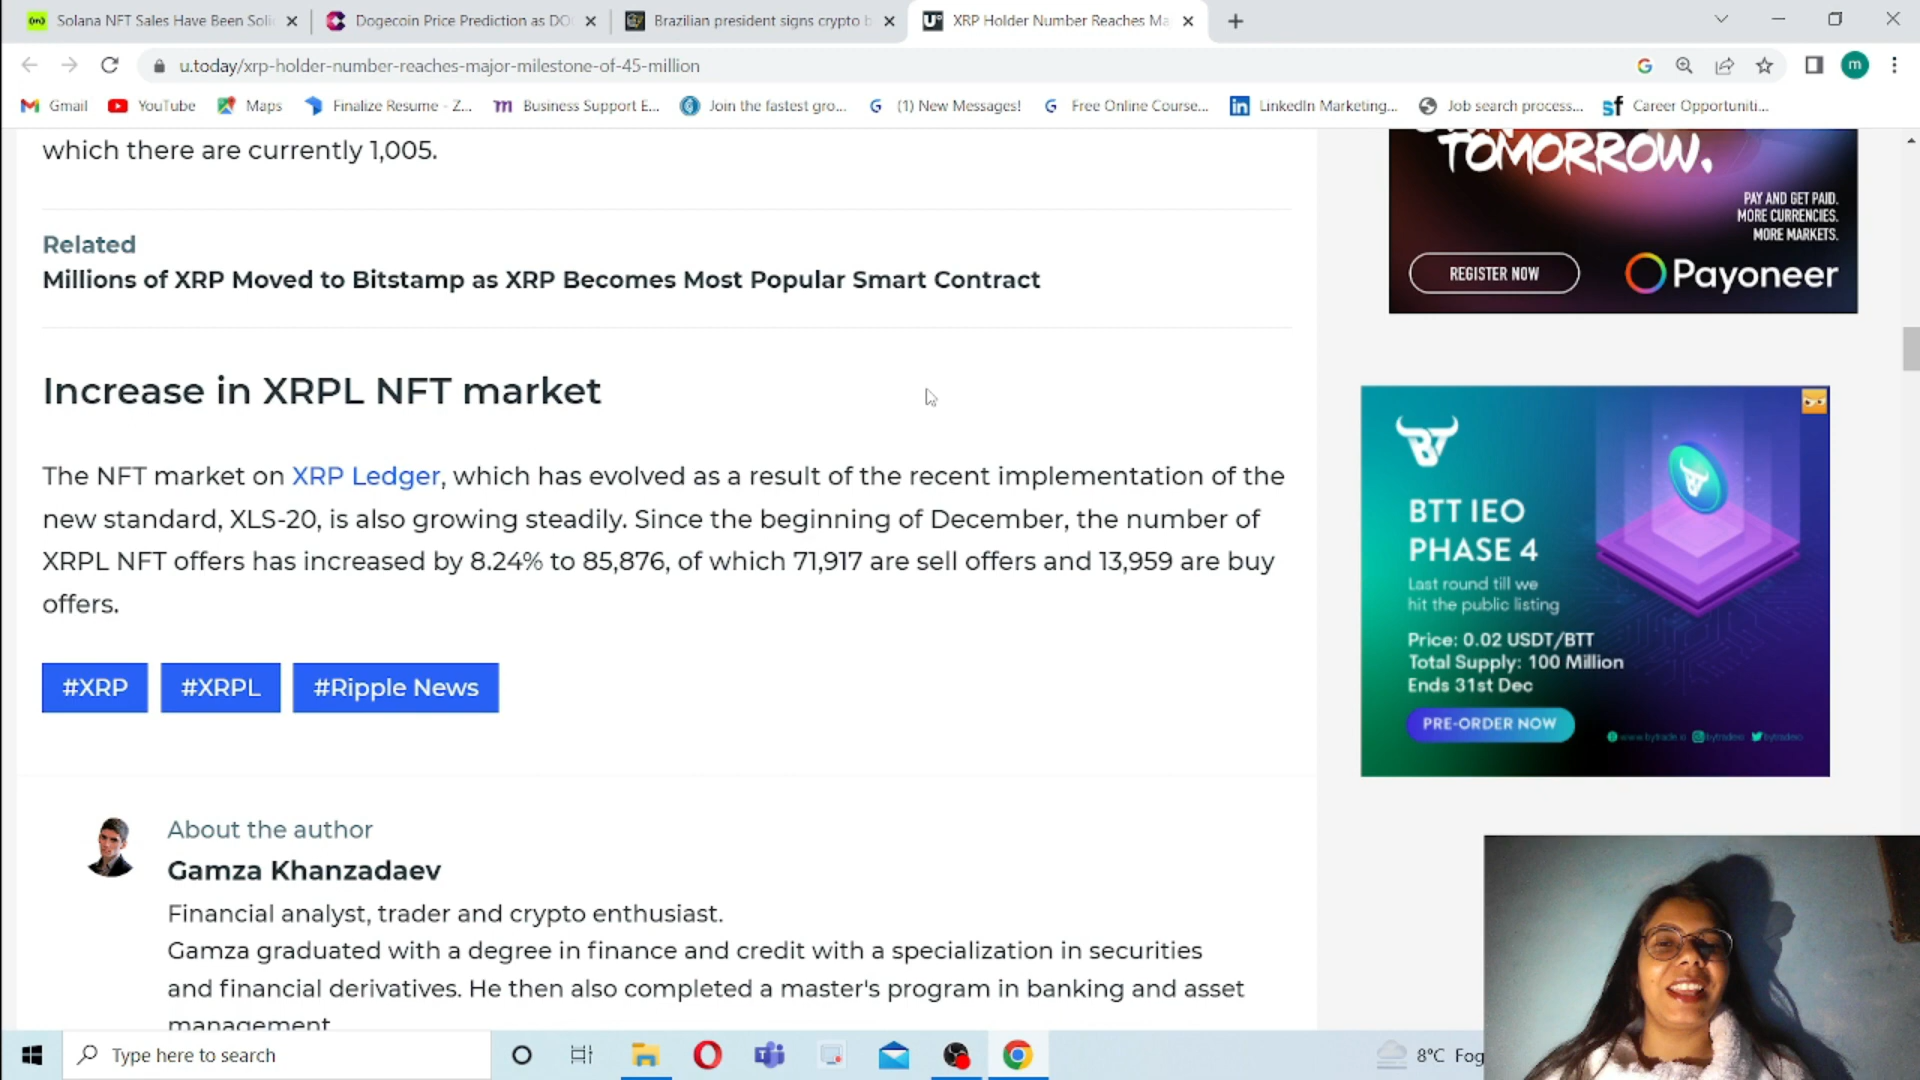 Solana NFT Sales Have Been Soli
Dogecoin Price Prediction as DO
Brazilian president signs crypto b
XRP Holder Number Reaches Ma
u.today/xrp-holder-number-reaches-major-milestone-of-45-million
m
Gmail
YouTube
Maps
Finalize Resume - Z...
Business Support E...
Join the fastest gro...
(1) New Messages!
Free Online Course...
LinkedIn Marketing...
Job search process...
Career Opportuniti...
which there are currently 1,005.
Related
Millions of XRP Moved to Bitstamp as XRP Becomes Most Popular Smart Contract
Increase in XRPL NFT market
The NFT market on XRP Ledger, which has evolved as a result of the recent implementation of the
new standard, XLS-20, is also growing steadily. Since the beginning of December, the number of
XRPL NFT offers has increased by 8.24% to 85,876, of which 71,917 are sell offers and 13,959 are buy
offers.
#XRP
#XRPL
#Ripple News
About the author
Gamza Khanzadaev
Financial analyst, trader and crypto enthusiast.
Gamza graduated with a degree in finance and credit with a specialization in securities
and financial derivatives. He then also completed a master's program in banking and asset
management
TOMORROW.
PAY AND GET PAID.
MORE CURRENCIES.
MORE MARKETS.
REGISTER NOW
Payoneer
BT
BTT IEO
PHASE 4
Last round till we
hit the public listing
Price: 0.02 USDT/BTT
Total Supply: 100 Million
Ends 31st Dec
PRE-ORDER NOW
www.bytrade.io
bytradeio
bytradeio
Type here to search
8°C Fog